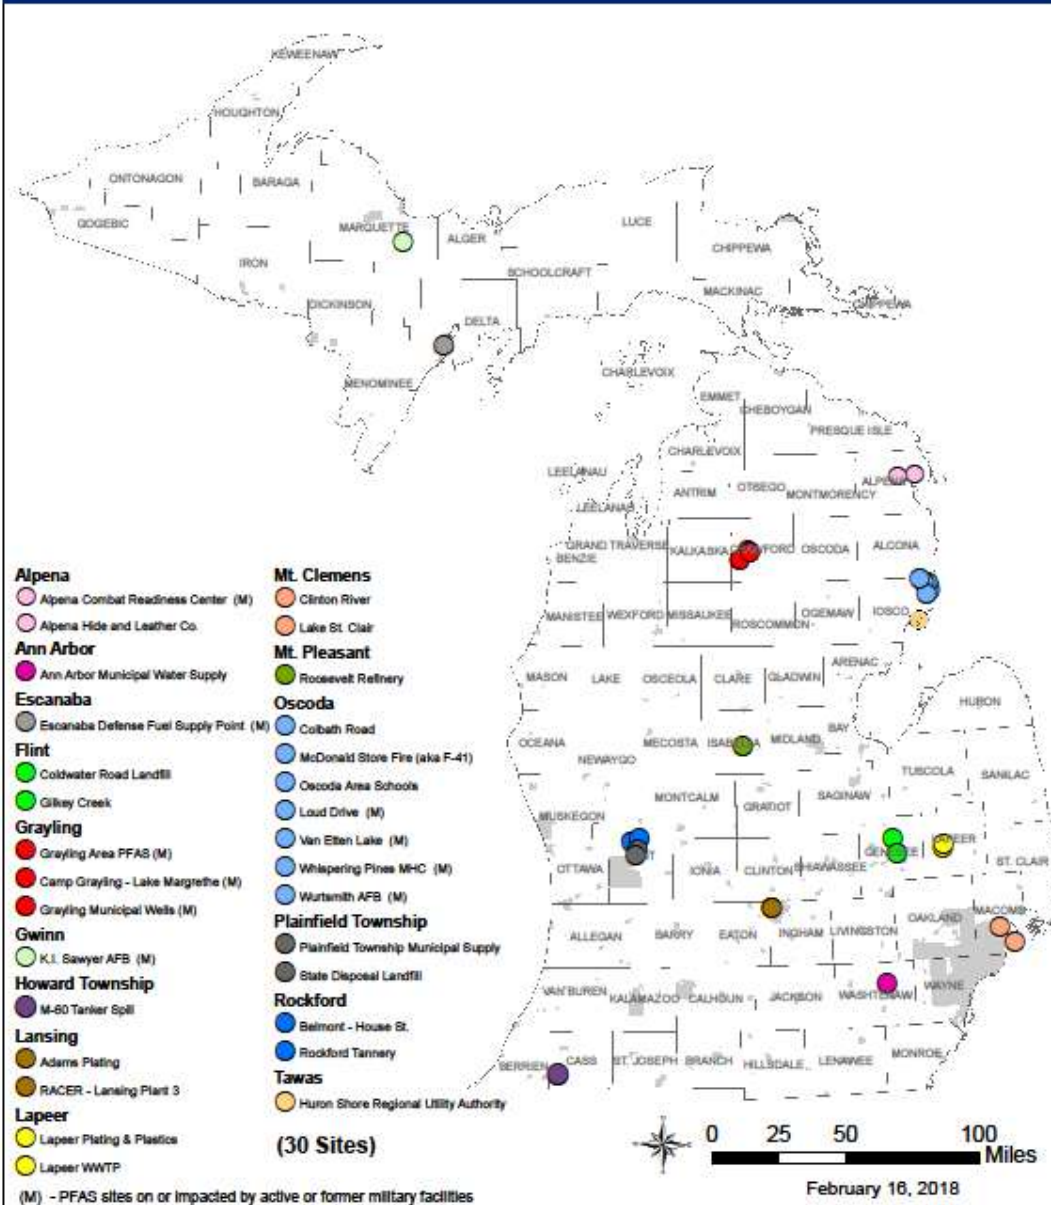 KEWEENAW
HOUGHTON
ONTONAGON
BARAGA
GOGEBIC
MARQUETTE
ALGER
LUCE
CHIPPEWA
IRON
SCHOOLCRAFT
MACKINAC
CHIPPEWA
DICKINSON
DELTA
MENOMINEE
CHARLEVOIX
EMMET
CHEBOYGAN
PRESQUE ISLE
CHARLEVOIX
LEELANAU
ANTRIM
OTSEGO
MONTMORENCY
ALPENA
LEELANAU
GRAND TRAVERSE
KALKASKA
CRAWFORD
OSCODA
ALCONA
BENZIE
MANISTEE
WEXFORD
MISSAUKEE
ROSCOMMON
OGEMAW
IOSCO
ARENAC
MASON
LAKE
OSCEOLA
CLARE
GLADWIN
HURON
OCEANA
NEWAYGO
MECOSTA
ISABELLA
MIDLAND
BAY
TUSCOLA
SANILAC
MONTCALM
GRATIOT
SAGINAW
MUSKEGON
GENESEE
LAPEER
ST. CLAIR
OTTAWA
IONIA
CLINTON
SHIAWASSEE
OAKLAND
MACOMB
ALLEGAN
BARRY
EATON
INGHAM
LIVINGSTON
VAN BUREN
KALAMAZOO
CALHOUN
JACKSON
WASHTENAW
WAYNE
BERRIEN
CASS
ST. JOSEPH
BRANCH
HILLSDALE
LENAWEE
MONROE
Alpena
Alpena Combat Readiness Center (M)
Alpena Hide and Leather Co.
Ann Arbor
Ann Arbor Municipal Water Supply
Escanaba
Escanaba Defense Fuel Supply Point (M)
Flint
Coldwater Road Landfill
Gilkey Creek
Grayling
Grayling Area PFAS (M)
Camp Grayling - Lake Margrethe (M)
Grayling Municipal Wells (M)
Gwinn
K.I. Sawyer AFB (M)
Howard Township
M-60 Tanker Spill
Lansing
Adams Plating
RACER - Lansing Plant 3
Lapeer
Lapeer Plating & Plastics
Lapeer WWTP
Mt. Clemens
Clinton River
Lake St. Clair
Mt. Pleasant
Roosevelt Refinery
Oscoda
Colbath Road
McDonald Store Fire (aka F-41)
Oscoda Area Schools
Loud Drive (M)
Van Etten Lake (M)
Whispering Pines MHC (M)
Wurtsmith AFB (M)
Plainfield Township
Plainfield Township Municipal Supply
State Disposal Landfill
Rockford
Belmont - House St.
Rockford Tannery
Tawas
Huron Shore Regional Utility Authority
(30 Sites)
(M) - PFAS sites on or impacted by active or former military facilities
0 25 50 100
Miles
February 16, 2018